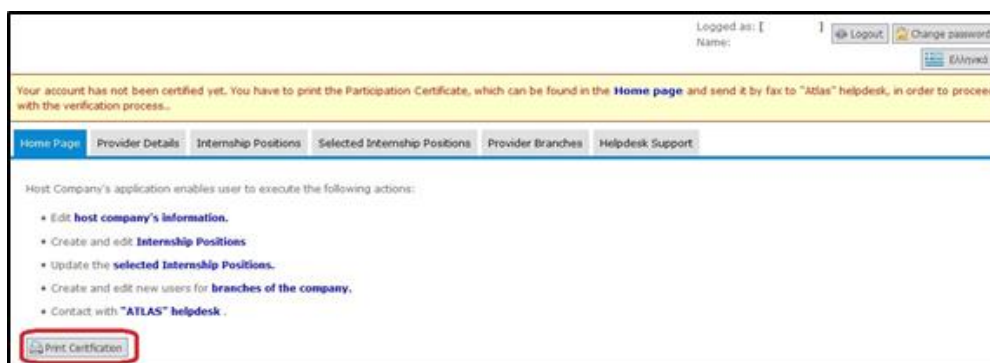 Logged as: [ ]
Logout
Change password
Name:
Ελληνικά
Your account has not been certified yet. You have to print the Participation Certificate, which can be found in the Home page and send it by fax to "Atlas" helpdesk, in order to procee
with the verification process..
Home Page
Provider Details
Internship Positions
Selected Internship Positions
Provider Branches
Helpdesk Support
Host Company's application enables user to execute the following actions:
• Edit host company's information.
• Create and edit Internship Positions
• Update the selected Internship Positions.
• Create and edit new users for branches of the company.
• Contact with "ATLAS" helpdesk .
Print Certification